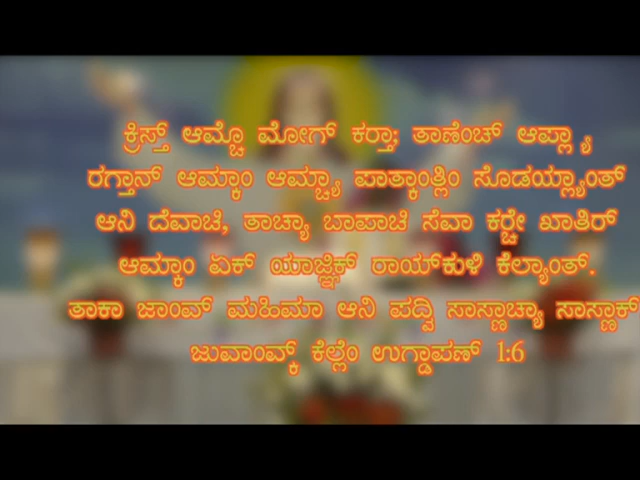 ಕ್ರಿಸ್ತ್ ಆಮ್ಚೊ ಮೋಗ್ ಕರ‍್ತಾ; ತಾಣೆಂಚ್ ಆಪ್ಲ್ಯಾ
ರಗ್ತಾನ್ ಆಮ್ಕಾಂ ಆಮ್ಚ್ಯಾ ಪಾತ್ಕಾಂತ್ಲಿಂ ಸೊಡಯ್ಲ್ಯಾಂತ್
ಆನಿ ದೆವಾಚಿ, ತಾಚ್ಯಾ ಬಾಪಾಚಿ ಸೆವಾ ಕರ‍್ಚೇ ಖಾತಿರ್
ಆಮ್ಕಾಂ ಏಕ್ ಯಾಜ್ಞಿಕ್ ರಾಯ್‌ಕುಳಿ ಕೆಲ್ಯಾಂತ್.
ತಾಕಾ ಜಾಂವ್ ಮಹಿಮಾ ಆನಿ ಪದ್ವಿ ಸಾಸ್ಣಾಚ್ಯಾ ಸಾಸ್ಣಾಕ್
ಜುವಾಂವ್ಕ್ ಕೆಲ್ಲೆಂ ಉಗ್ಡಾಪಣ್ 1:6